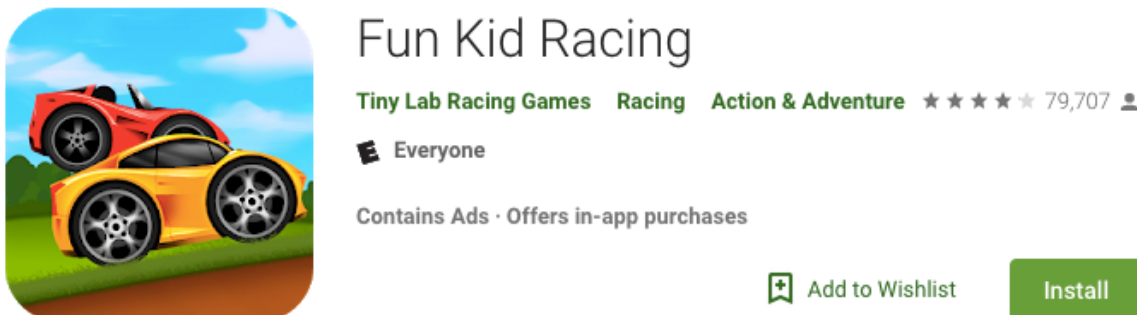 Fun Kid Racing
Tiny Lab Racing Games Racing Action & Adventure 79,707
E Everyone
Contains Ads · Offers in-app purchases
Add to Wishlist Install